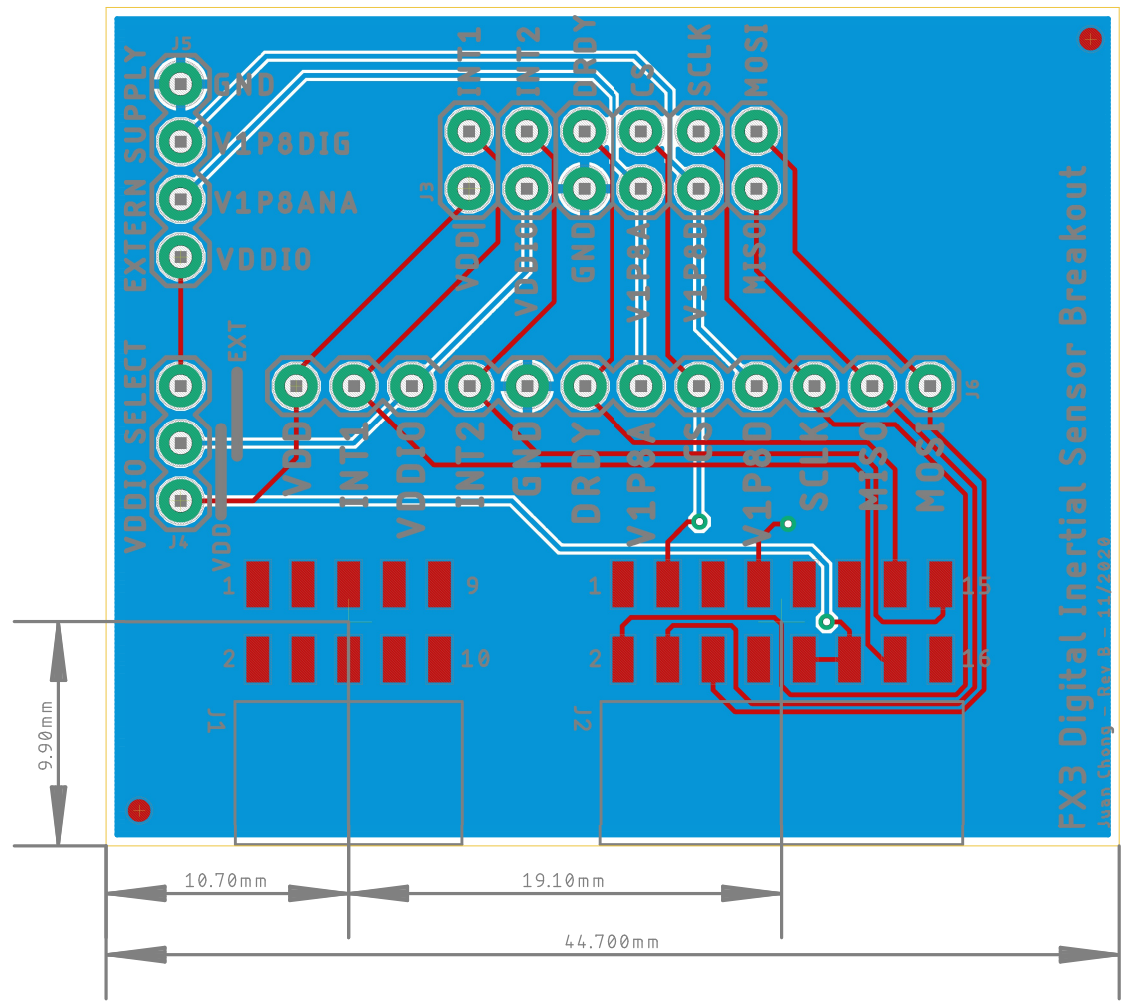 J5
GND
V1P8DIG
V1P8ANA
VDDIO
EXTERN SUPPLY
INT1
INT2
DRDY
CS
SCLK
MOSI
J3
VDD
VDDIO
GND
V1P8A
V1P8D
MISO
EXT
VDDIO SELECT
VDD
J4
J6
VDD
INT1
VDDIO
INT2
GND
DRDY
V1P8A
CS
V1P8D
SCLK
MISO
MOSI
1
9
1
15
2
10
2
16
J1
J2
FX3 Digital Inertial Sensor Breakout
Juan Chong - Rev B - 11/2020
9.90mm
10.70mm
19.10mm
44.700mm